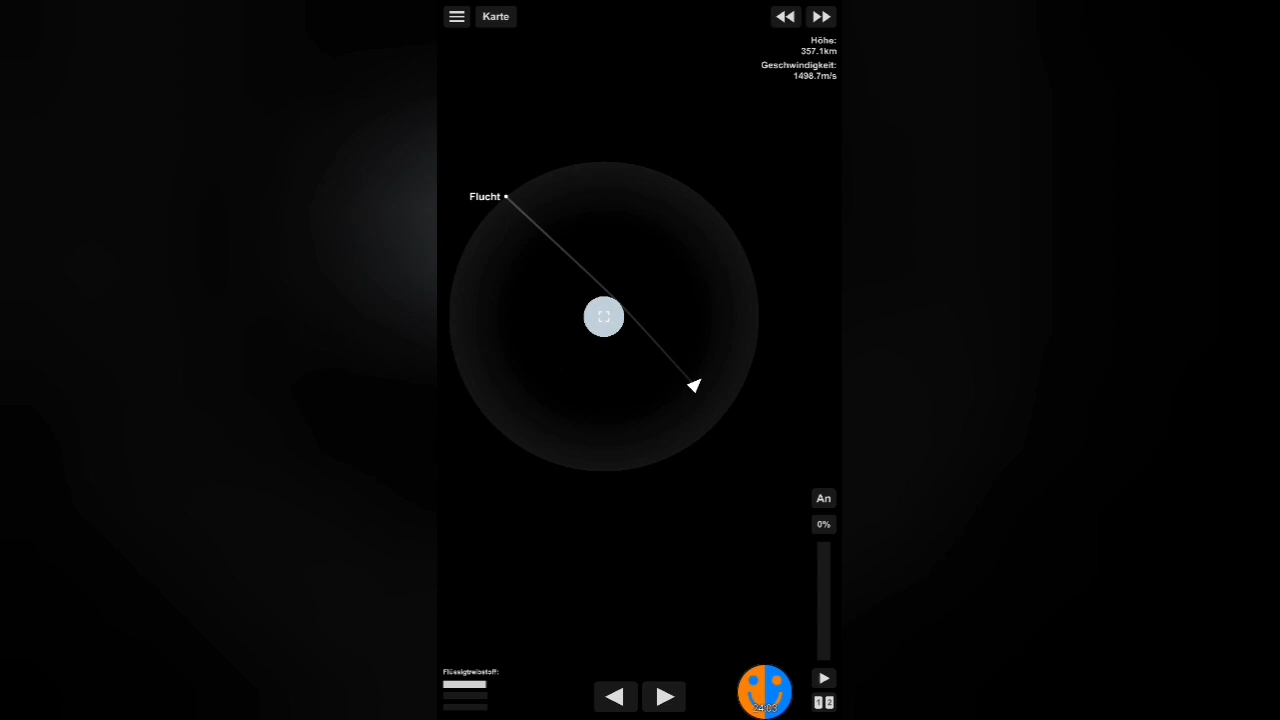 Karte
Höhe:
357.1km
Geschwindigkeit:
1498.7m/s
Flucht
An
0%
Flüssigtreibstoff:
24:03
1 2